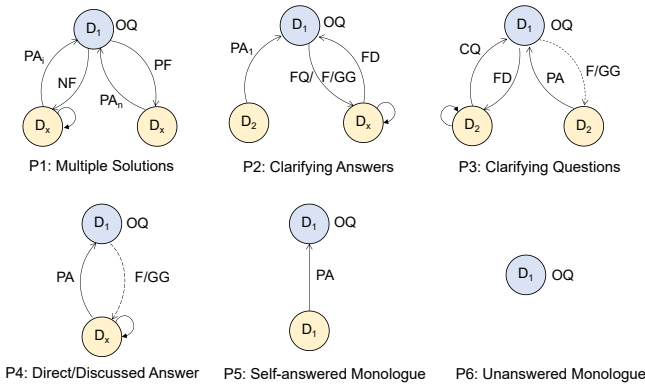 D1 OQ
PAi
NF
PAn
PF
Dx
Dx
P1: Multiple Solutions
D1 OQ
PA1
FQ/ F/GG
FD
D2
Dx
P2: Clarifying Answers
D1 OQ
CQ
FD
PA
F/GG
D2
D2
P3: Clarifying Questions
D1 OQ
PA
F/GG
Dx
P4: Direct/Discussed Answer
D1 OQ
PA
D1
P5: Self-answered Monologue
D1 OQ
P6: Unanswered Monologue